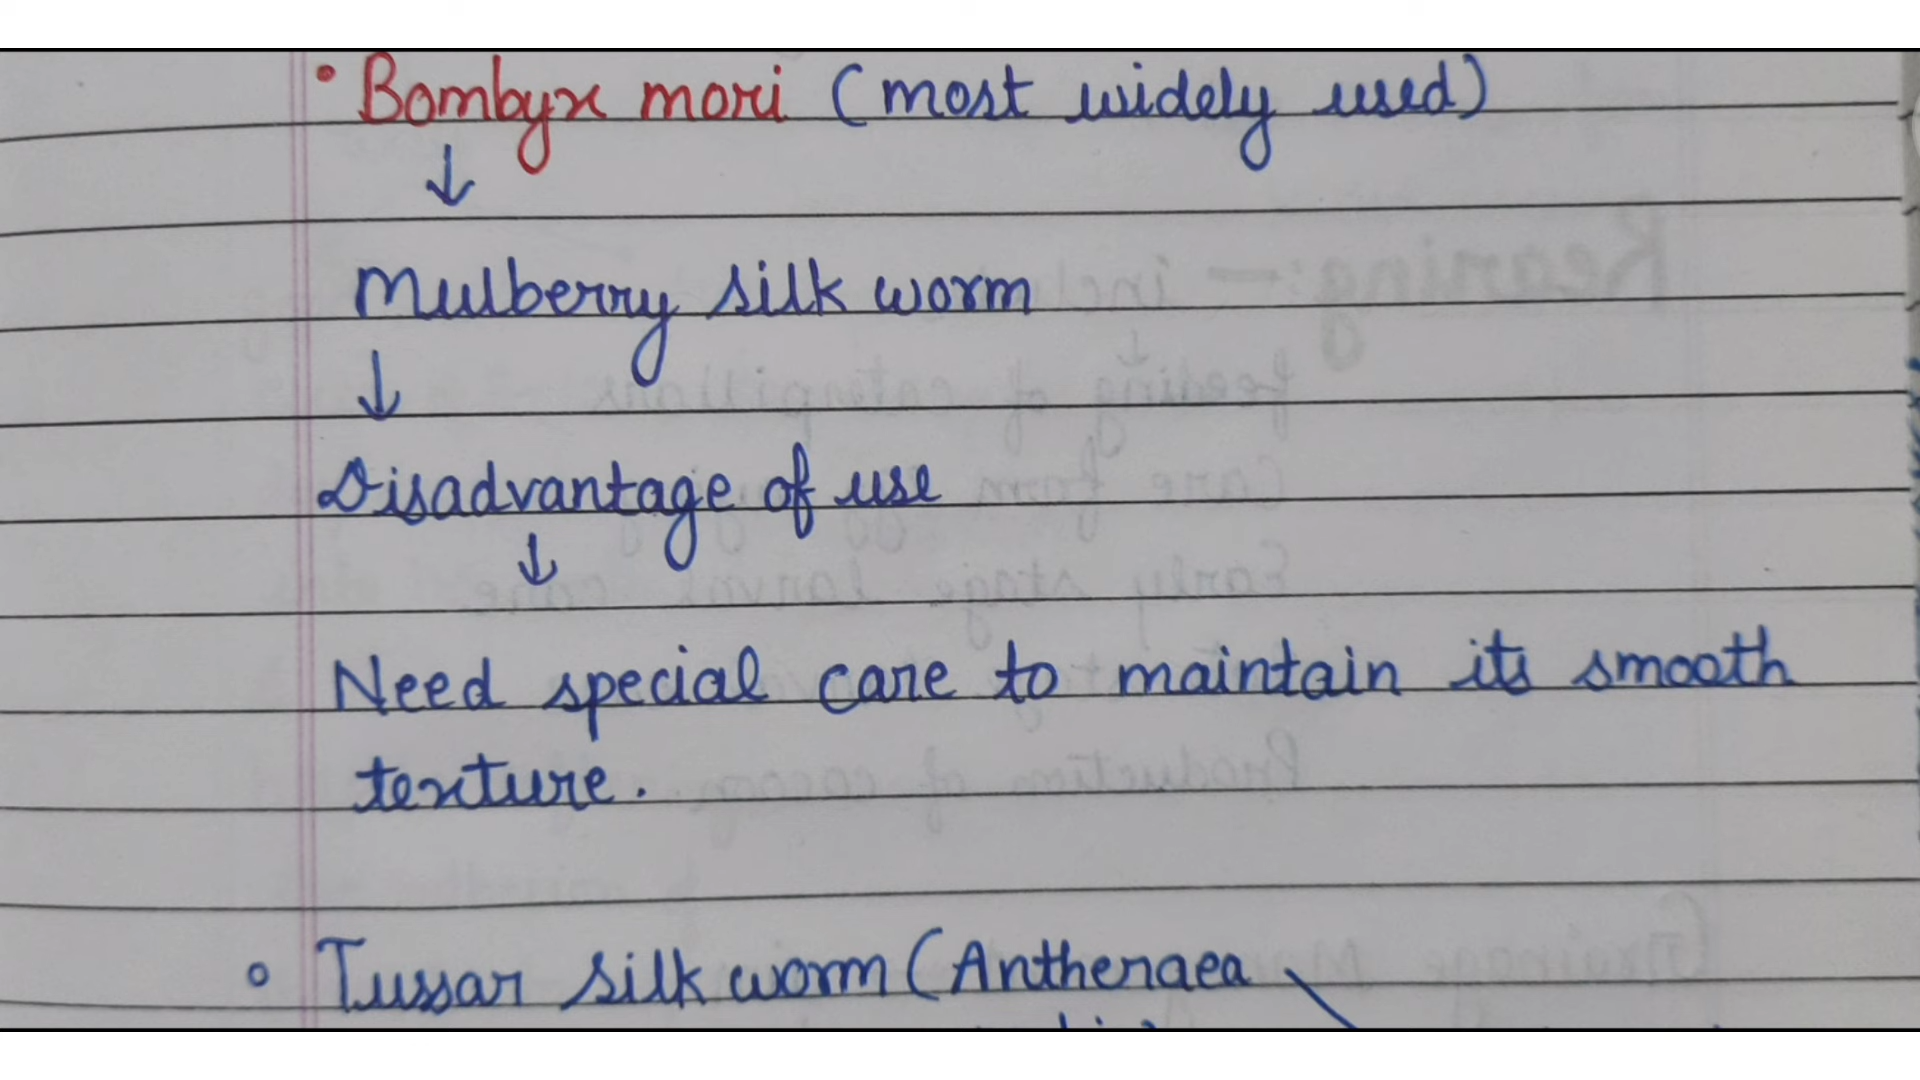 • Bombyx mori (most widely used)
↓
Mulberry silk worm
↓
Disadvantage of use
↓
Need special care to maintain its smooth
texture.
∘ Tussar silk worm (Antheraea